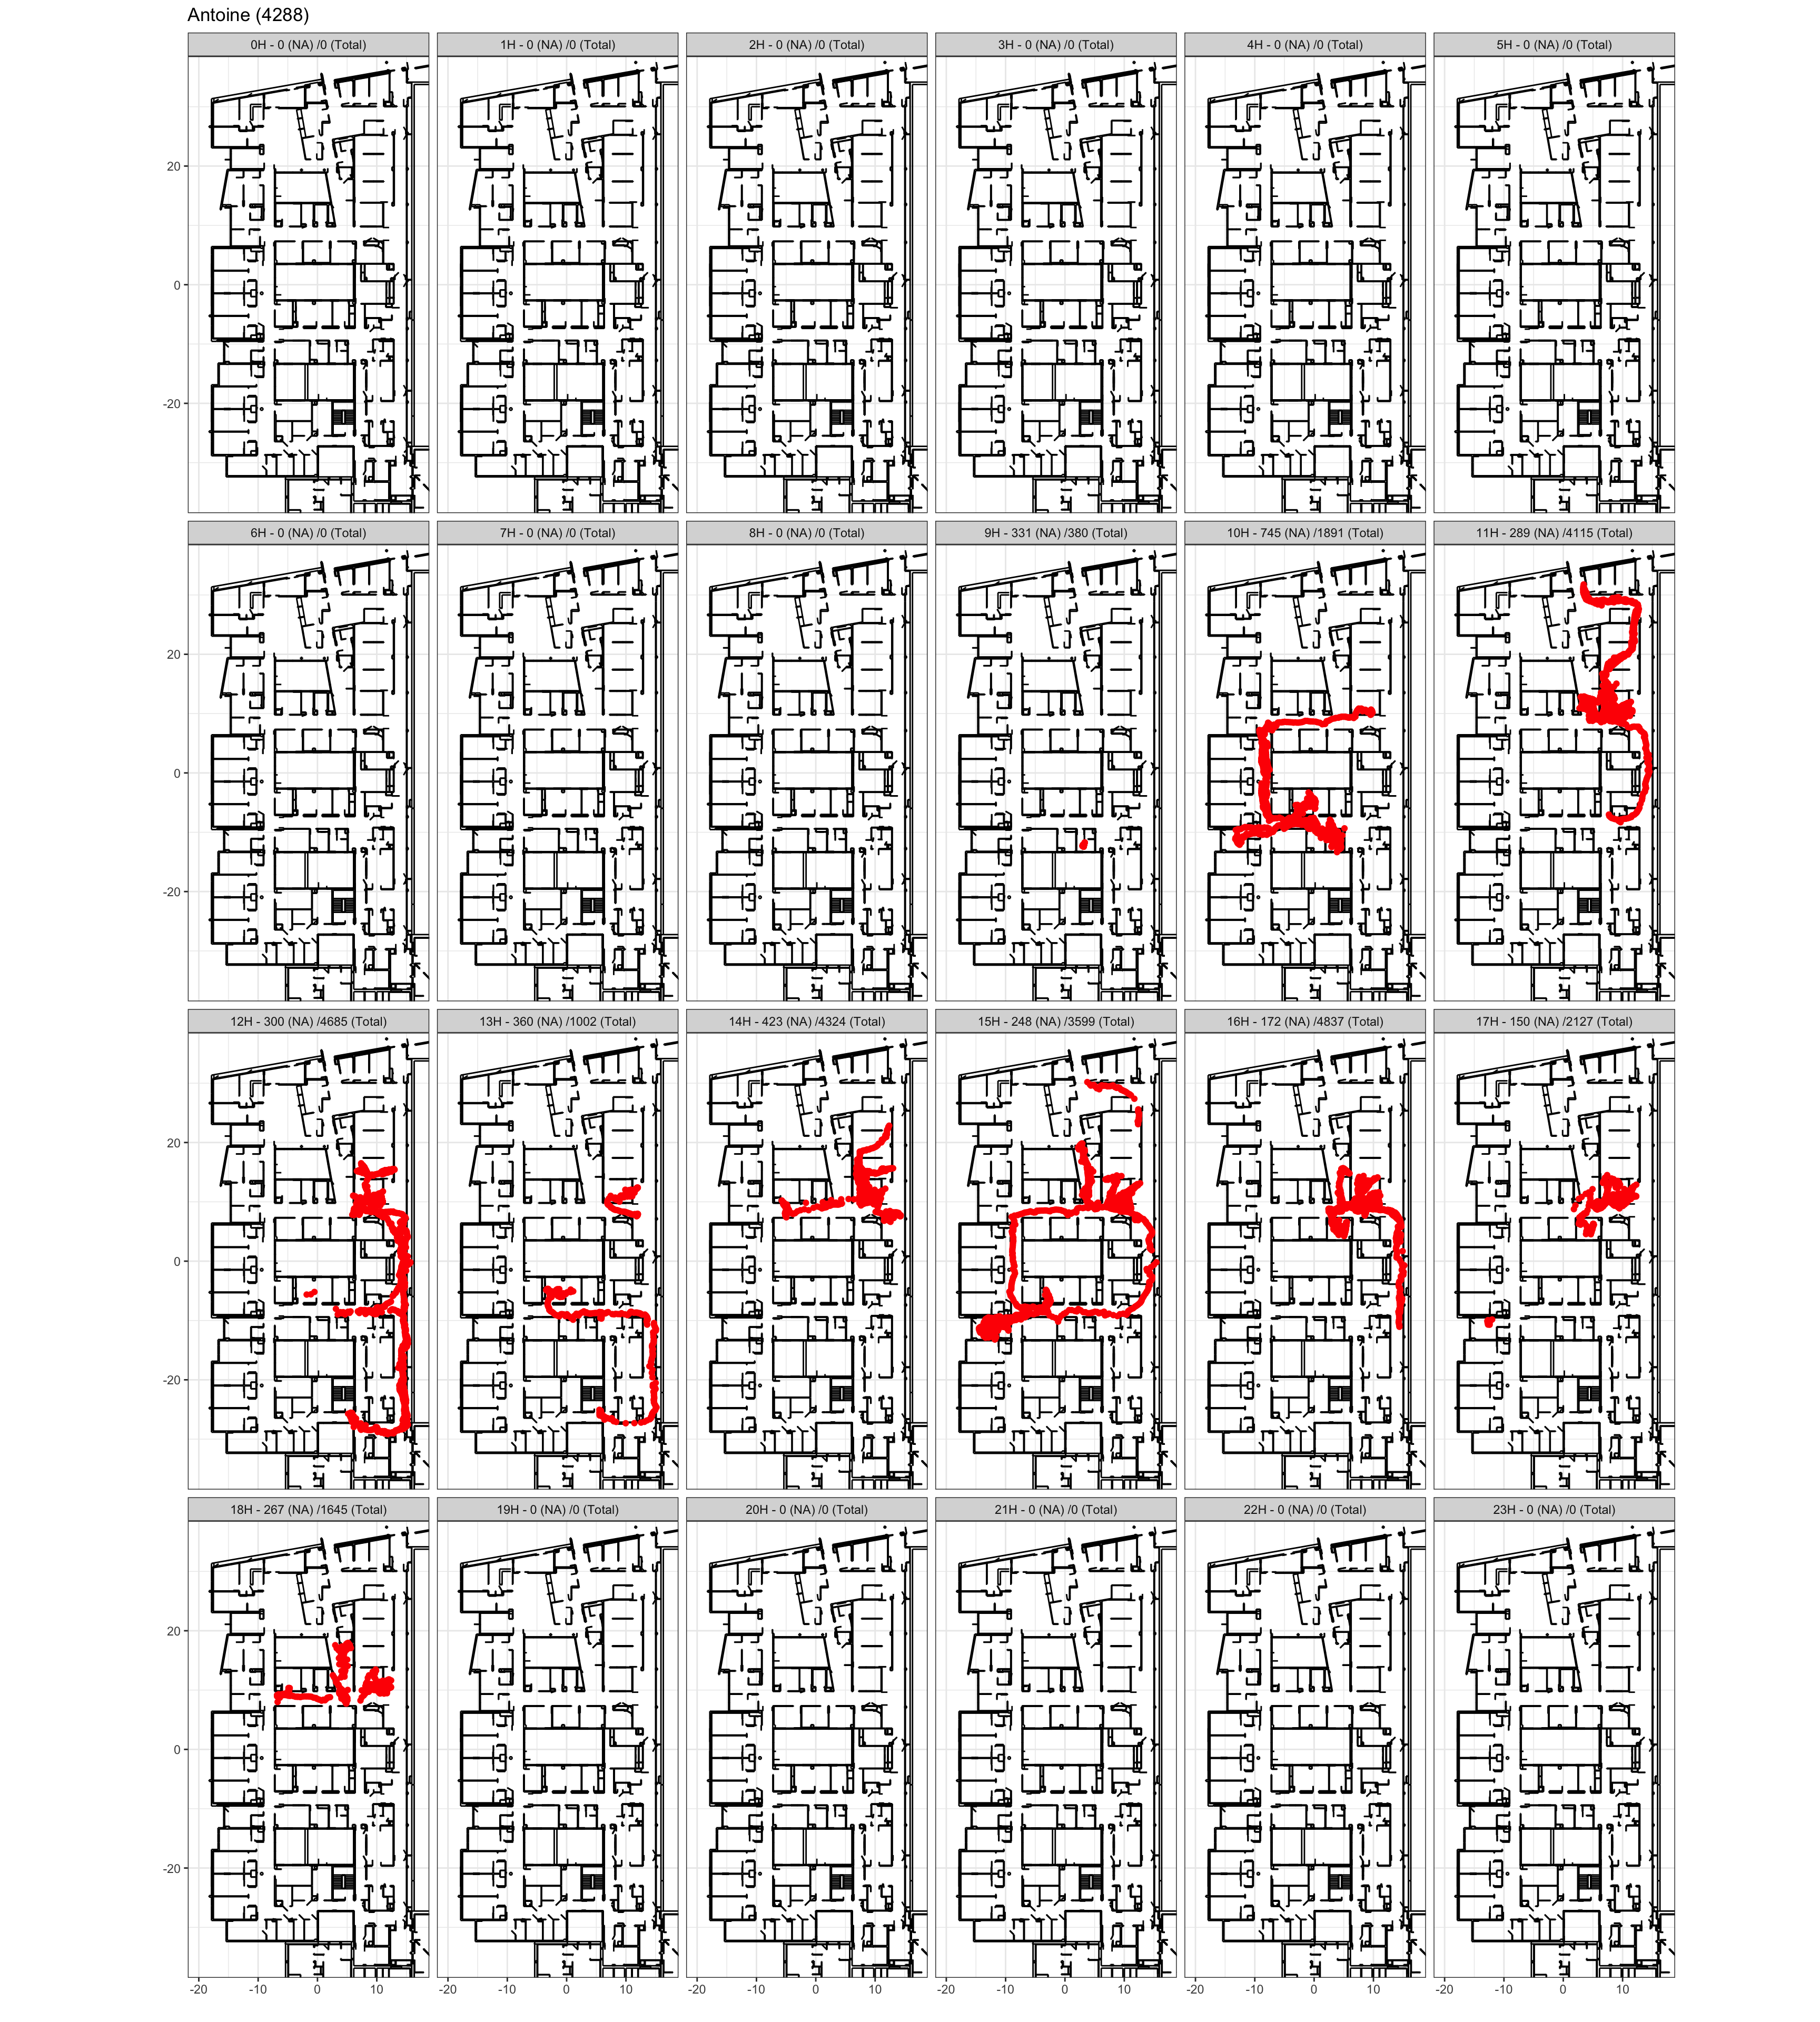 Antoine (4288)
0H - 0 (NA) /0 (Total) 1H - 0 (NA) /0 (Total) 2H - 0 (NA) /0 (Total) 3H - 0 (NA) /0 (Total) 4H - 0 (NA) /0 (Total) 5H - 0 (NA) /0 (Total)
20
0
-20
6H - 0 (NA) /0 (Total) 7H - 0 (NA) /0 (Total) 8H - 0 (NA) /0 (Total) 9H - 331 (NA) /380 (Total) 10H - 745 (NA) /1891 (Total) 11H - 289 (NA) /4115 (Total)
20
0
-20
12H - 300 (NA) /4685 (Total) 13H - 360 (NA) /1002 (Total) 14H - 423 (NA) /4324 (Total) 15H - 248 (NA) /3599 (Total) 16H - 172 (NA) /4837 (Total) 17H - 150 (NA) /2127 (Total)
20
0
-20
18H - 267 (NA) /1645 (Total) 19H - 0 (NA) /0 (Total) 20H - 0 (NA) /0 (Total) 21H - 0 (NA) /0 (Total) 22H - 0 (NA) /0 (Total) 23H - 0 (NA) /0 (Total)
20
0
-20
-20 -10 0 10 -20 -10 0 10 -20 -10 0 10 -20 -10 0 10 -20 -10 0 10 -20 -10 0 10